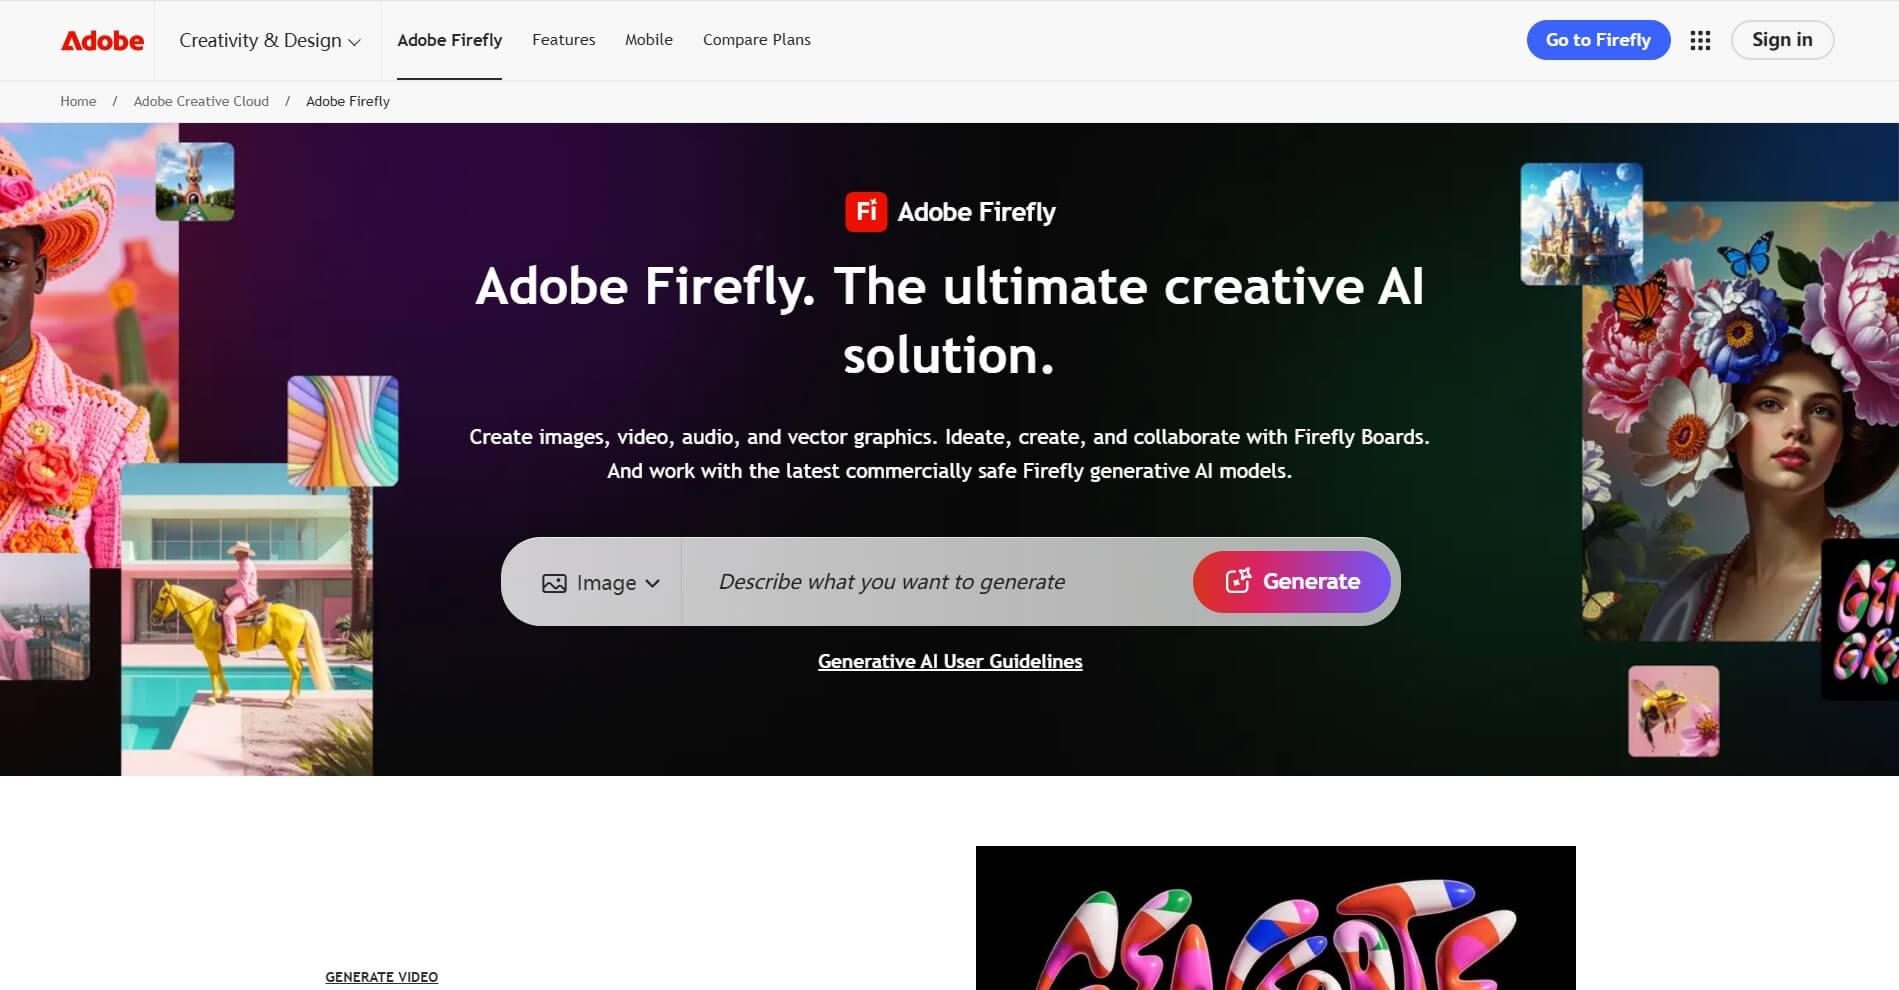 Adobe
Creativity & Design
Adobe Firefly
Features
Mobile
Compare Plans
Go to Firefly
Sign in
Home / Adobe Creative Cloud / Adobe Firefly
Fi Adobe Firefly
Adobe Firefly. The ultimate creative AI
solution.
Create images, video, audio, and vector graphics. Ideate, create, and collaborate with Firefly Boards.
And work with the latest commercially safe Firefly generative AI models.
Image
Describe what you want to generate
Generate
Generative AI User Guidelines
GENERATE VIDEO